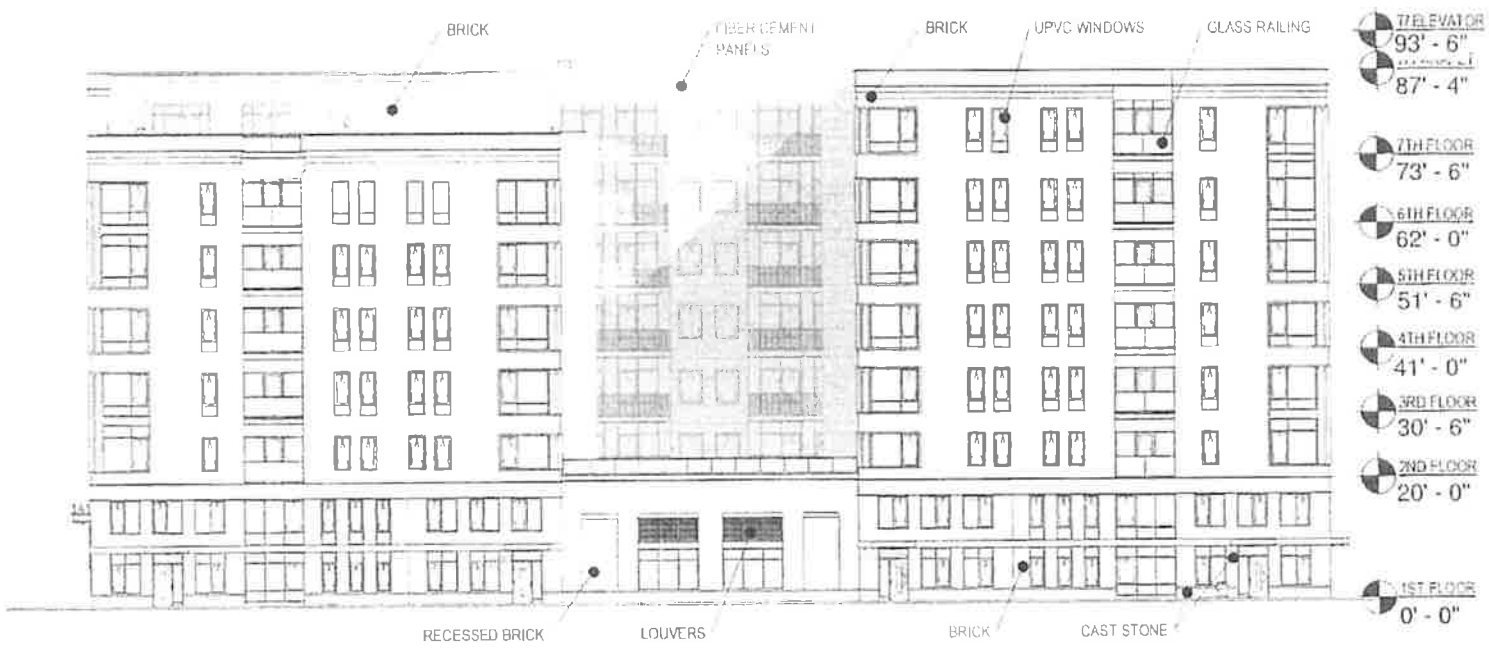 BRICK
FIBER CEMENT
PANELS
BRICK
UPVC WINDOWS
GLASS RAILING
T/ELEVATOR
93' - 6"
87' - 4"
7TH FLOOR
73' - 6"
6TH FLOOR
62' - 0"
5TH FLOOR
51' - 6"
4TH FLOOR
41' - 0"
3RD FLOOR
30' - 6"
2ND FLOOR
20' - 0"
1ST FLOOR
0' - 0"
RECESSED BRICK
LOUVERS
BRICK
CAST STONE